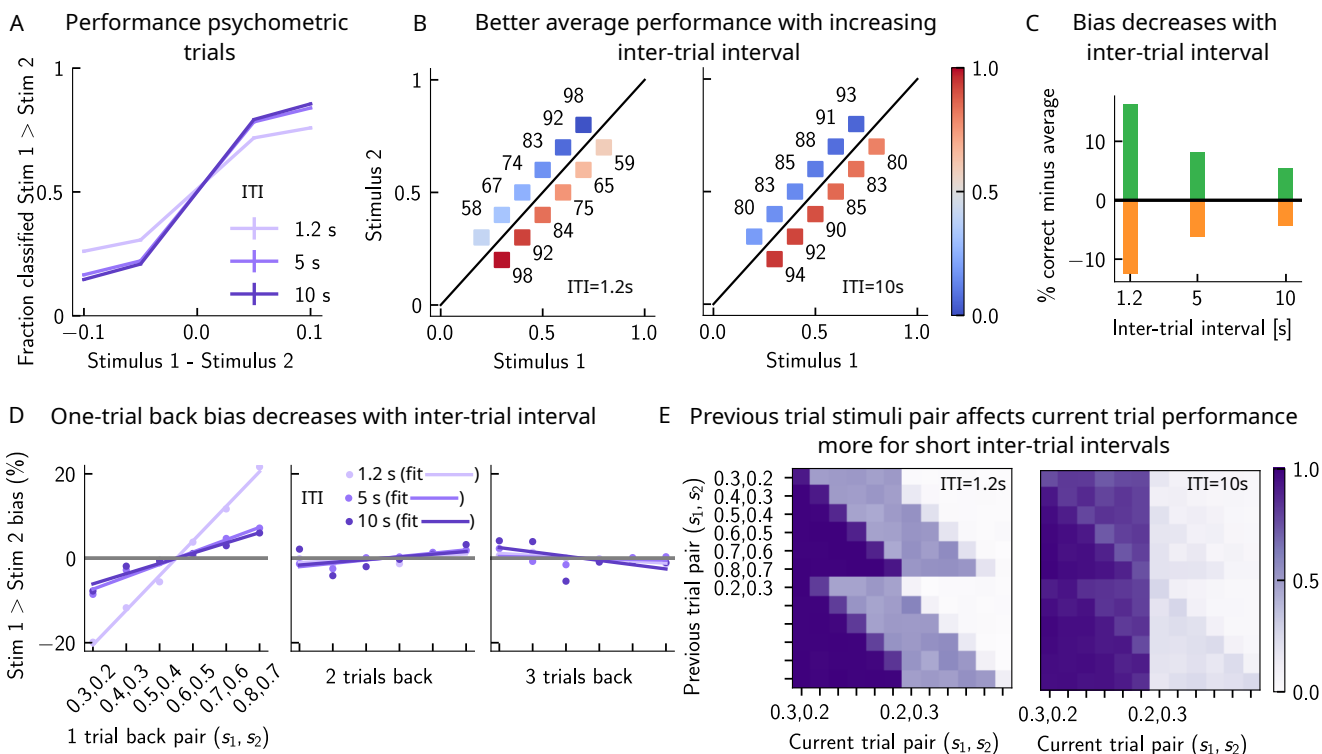 A
Performance psychometric
trials
Fraction classified Stim 1 > Stim 2
1
0.5
0
ITI
1.2 s
5 s
10 s
−0.1
0.0
0.1
Stimulus 1 - Stimulus 2
B
Better average performance with increasing
inter-trial interval
Stimulus 2
1
0.5
0
98
92
83
74
67
58
59
65
75
84
92
98
ITI=1.2s
0.0
0.5
1.0
Stimulus 1
93
91
88
85
83
80
80
83
85
90
92
94
ITI=10s
0.0
0.5
1.0
Stimulus 1
1.0
0.5
0.0
C
Bias decreases with
inter-trial interval
% correct minus average
10
0
−10
1.2
5
10
Inter-trial interval [s]
D
One-trial back bias decreases with inter-trial interval
Stim 1 > Stim 2 bias (%)
20
0
−20
0.3,0.2
0.4,0.3
0.5,0.4
0.6,0.5
0.7,0.6
0.8,0.7
1 trial back pair (s₁, s₂)
ITI
1.2 s (fit )
5 s (fit )
10 s (fit )
2 trials back
3 trials back
E
Previous trial stimuli pair affects current trial performance
more for short inter-trial intervals
Previous trial pair (s₁, s₂)
0.3,0.2
0.4,0.3
0.5,0.4
0.6,0.5
0.7,0.6
0.8,0.7
0.2,0.3
ITI=1.2s
0.3,0.2
0.2,0.3
Current trial pair (s₁, s₂)
ITI=10s
0.3,0.2
0.2,0.3
Current trial pair (s₁, s₂)
1.0
0.5
0.0